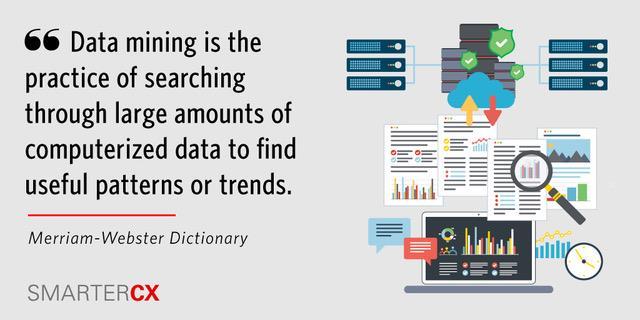 “ Data mining is the
practice of searching
through large amounts of
computerized data to find
useful patterns or trends.
Merriam-Webster Dictionary
SMARTERCX